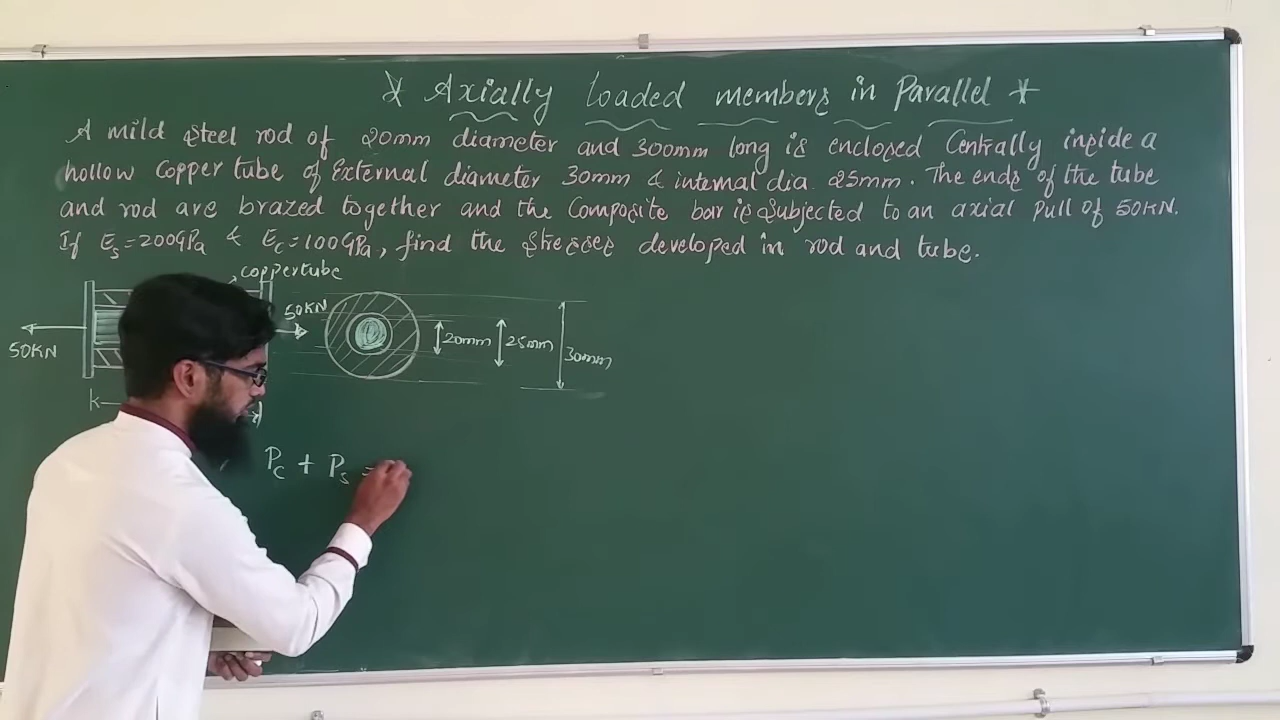 * Axially loaded members in Parallel *
A mild steel rod of 20mm diameter and 300mm long is enclosed Centrally inside a
hollow copper tube of External diameter 30mm & internal dia. 25mm. The ends of the tube
and rod are brazed together and the Composite bar is subjected to an axial pull of 50KN.
If Es=200GPa & Ec=100GPa, find the stresses developed in rod and tube.
copper tube
50KN
50KN
20mm
25mm
30mm
Pc + Ps =